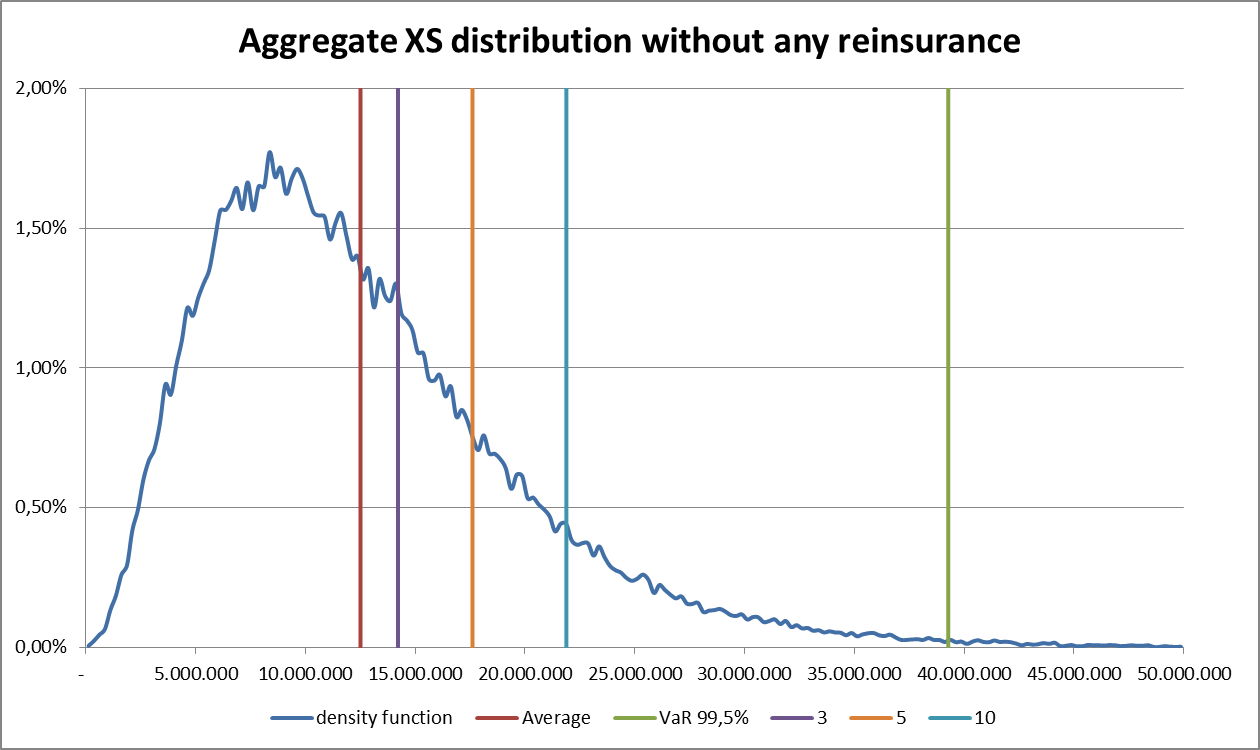 Aggregate XS distribution without any reinsurance
2,00%
1,50%
1,00%
0,50%
0,00%
- 5.000.000 10.000.000 15.000.000 20.000.000 25.000.000 30.000.000 35.000.000 40.000.000 45.000.000 50.000.000
density function Average VaR 99,5% 3 5 10